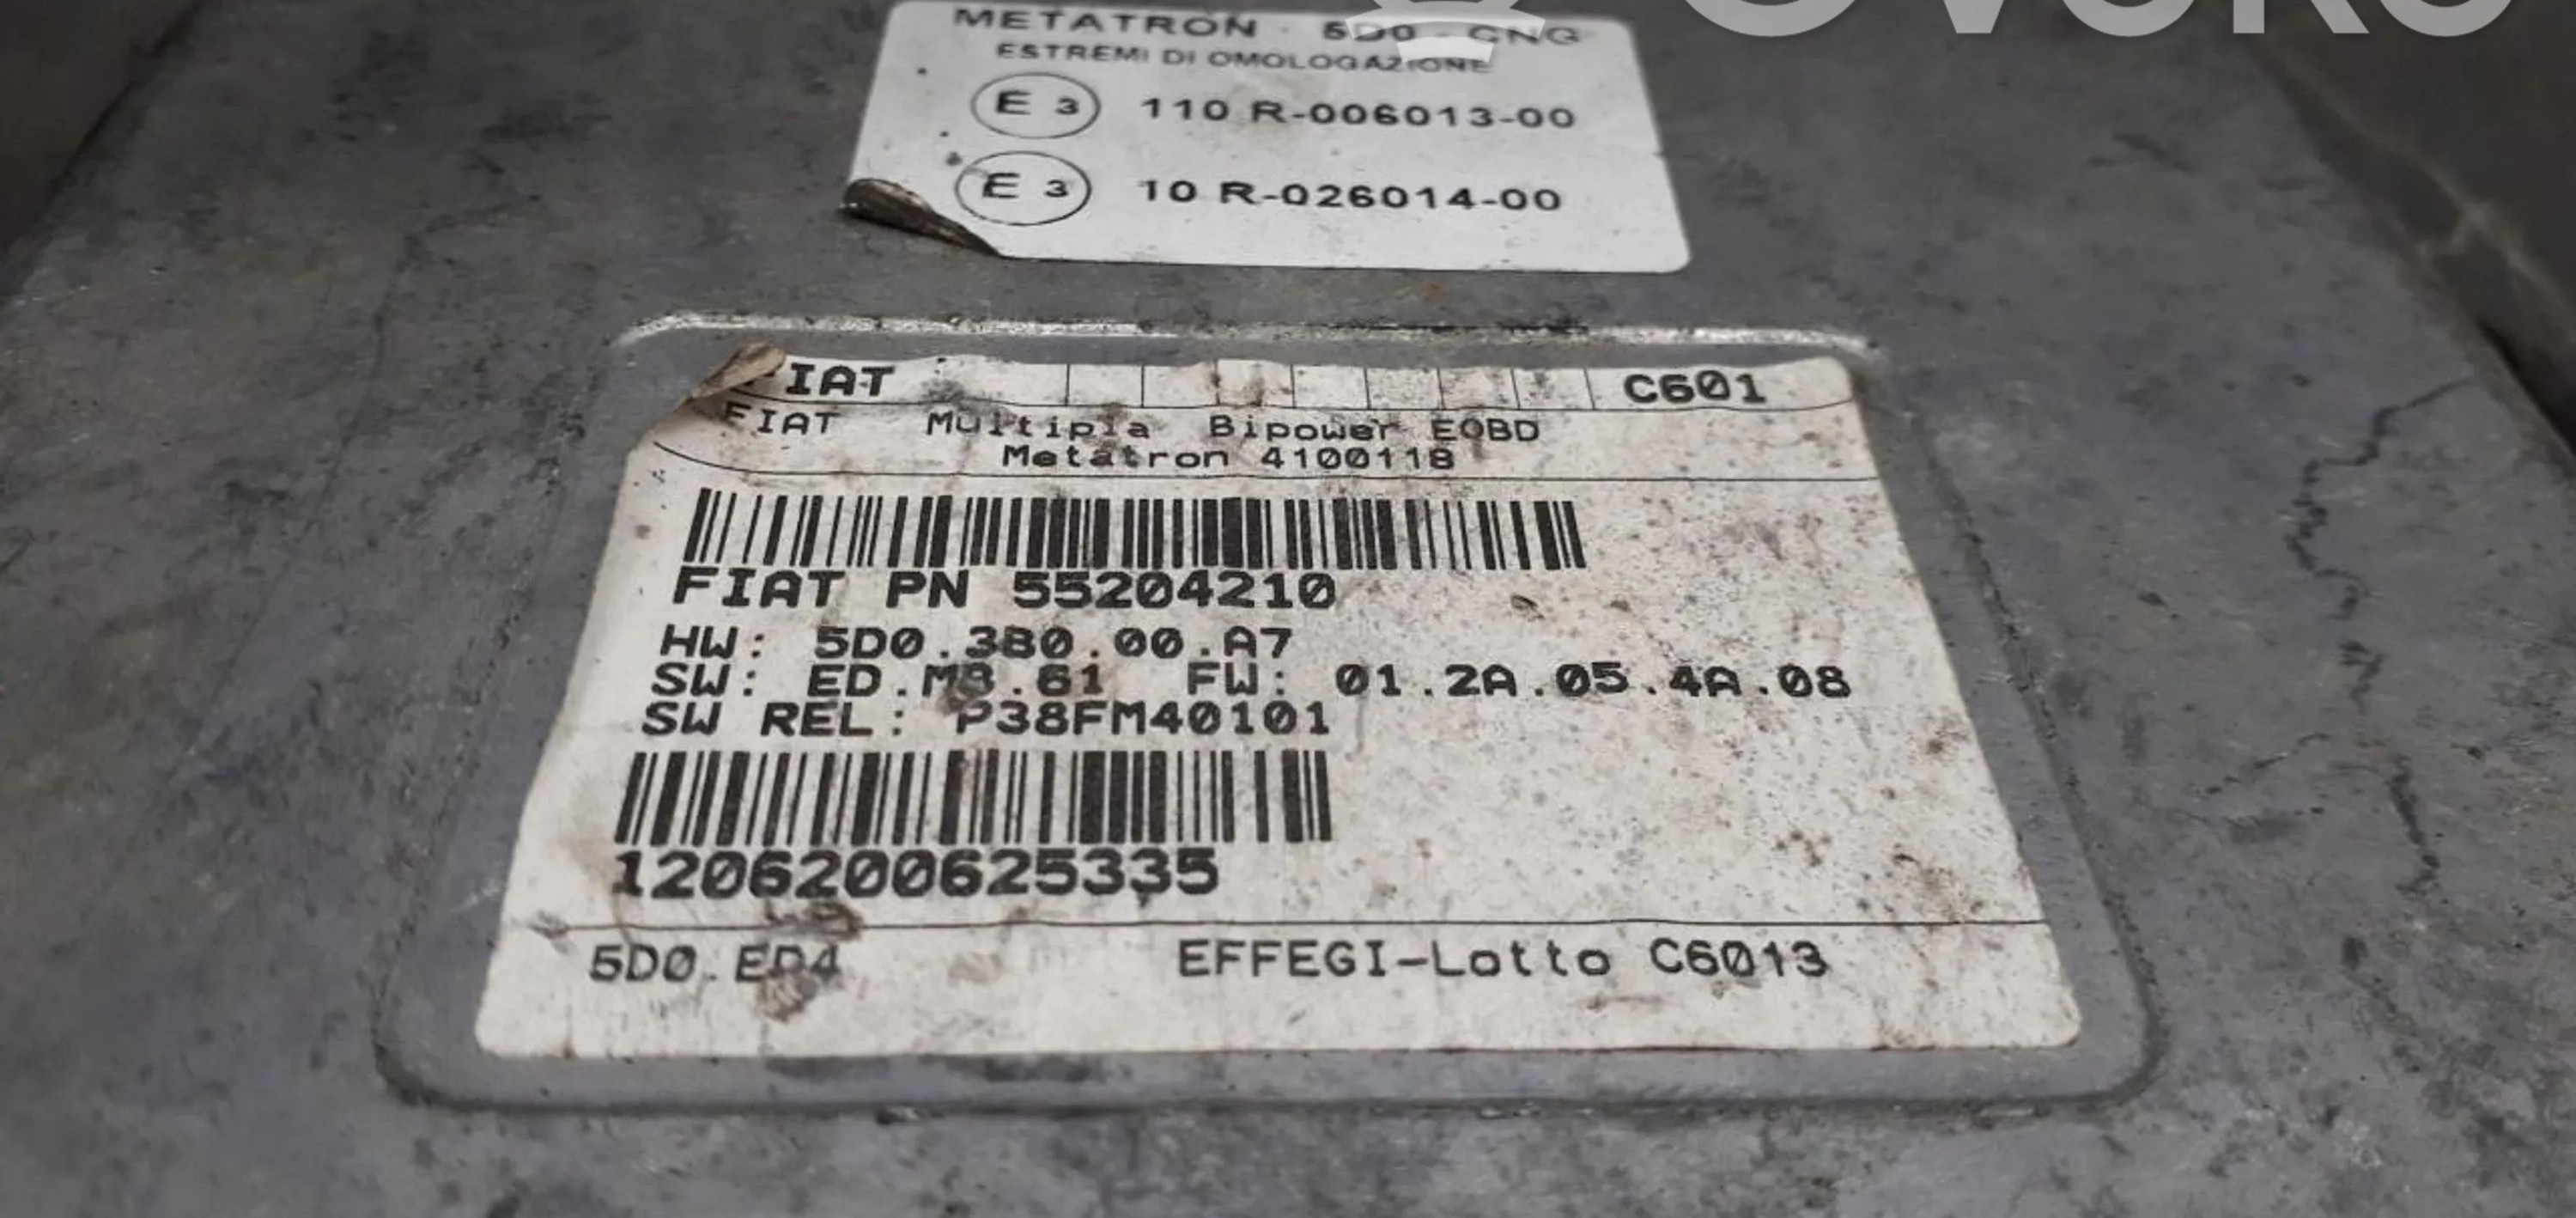 METATRON 5D0 - CNG
ESTREMI DI OMOLOGAZIONE
E 3 110 R-006013-00
E 3 10 R-026014-00
FIAT C601
FIAT Multipla Bipower EOBD
Metatron 4100118
FIAT PN 55204210
HW: 5D0.380.00.A7
SW: ED.M8.61 FW: 01.2A.05.4A.08
SW REL: P38FM40101
1206200625335
5D0.ED4
EFFEGI-Lotto C6013